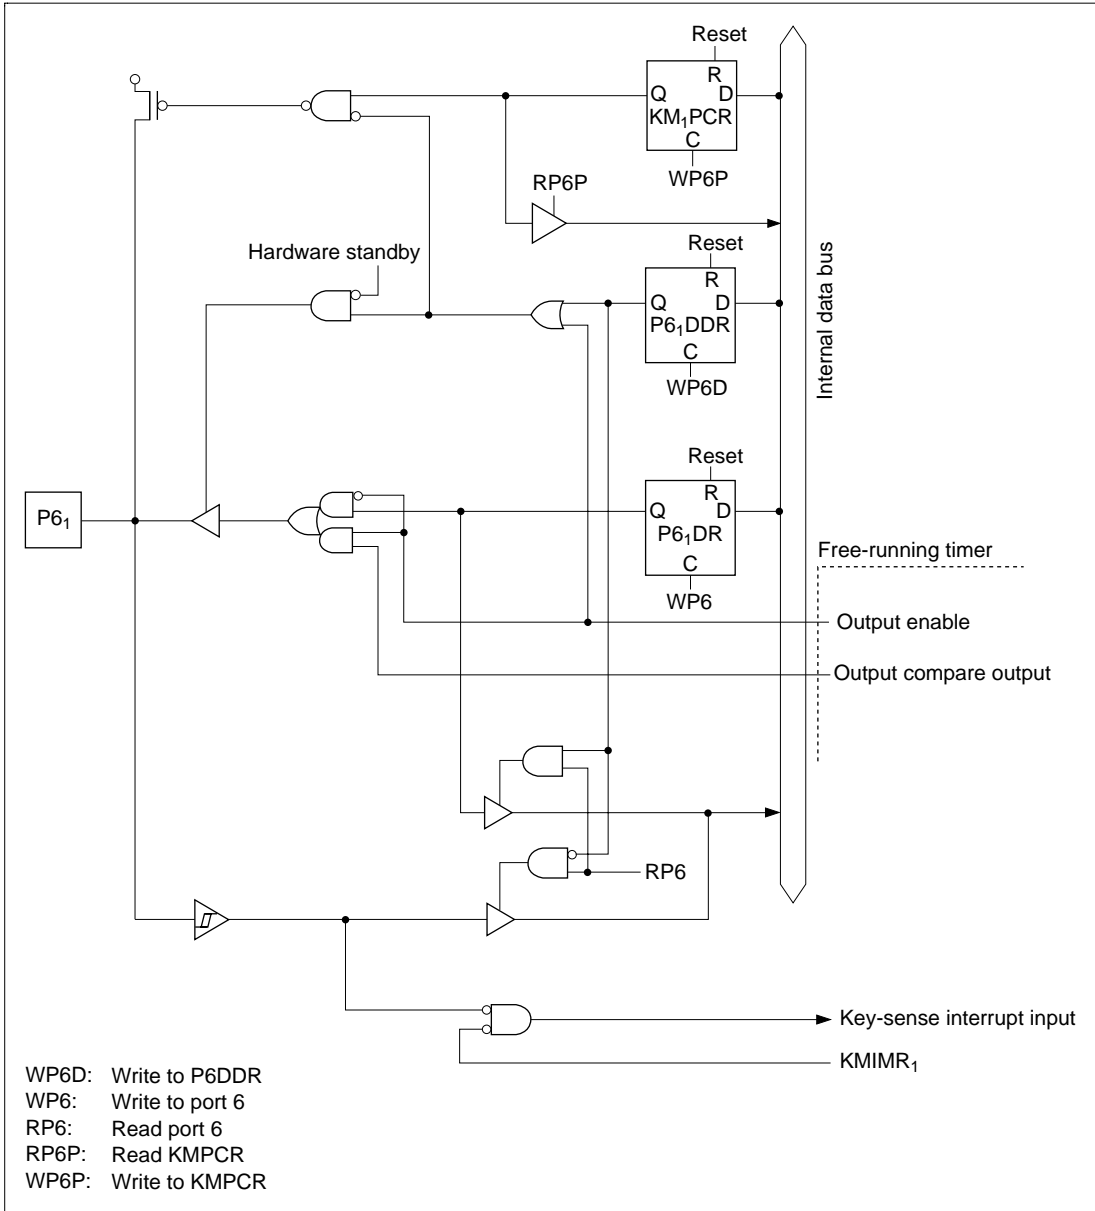 Reset
R
Q D
KM₁PCR
C
WP6P
RP6P
Hardware standby
Reset
R
Q D
P6₁DDR
C
WP6D
Internal data bus
Reset
R
Q D
P6₁DR
C
WP6
P6₁
Free-running timer
Output enable
Output compare output
RP6
Key-sense interrupt input
KMIMR₁
WP6D: Write to P6DDR
WP6: Write to port 6
RP6: Read port 6
RP6P: Read KMPCR
WP6P: Write to KMPCR